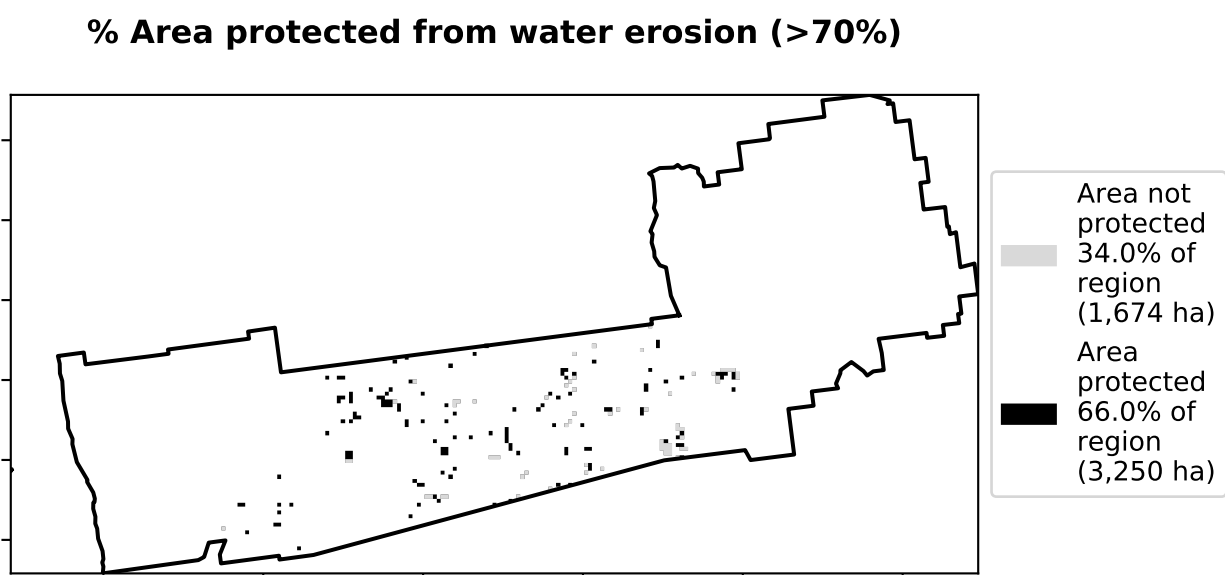 % Area protected from water erosion (>70%)
Area not
protected
34.0% of
region
(1,674 ha)
Area
protected
66.0% of
region
(3,250 ha)